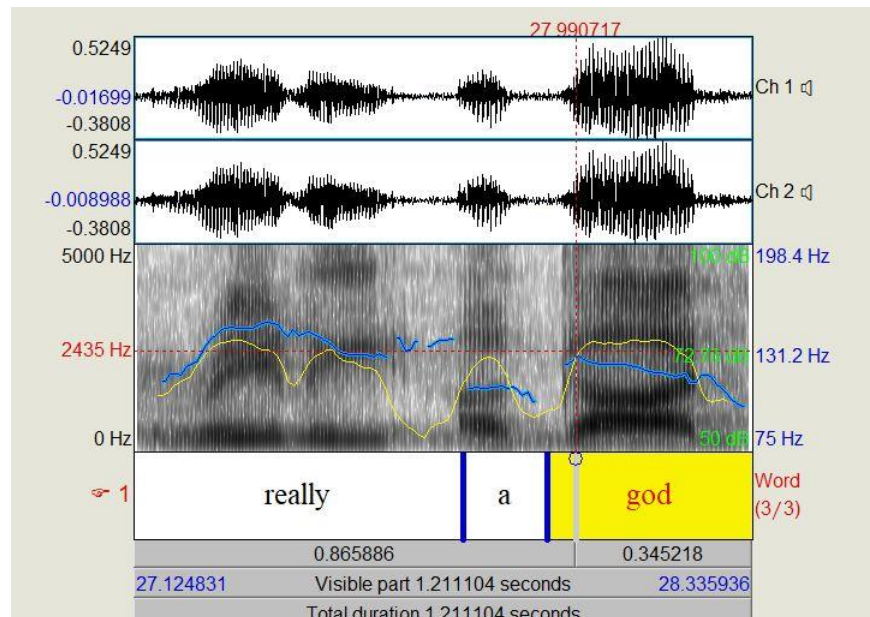 27.990717
0.5249
-0.01699
-0.3808
Ch 1
0.5249
-0.008988
-0.3808
Ch 2
5000 Hz 100 dB 198.4 Hz
2435 Hz 131.2 Hz
0 Hz 50 dB 75 Hz
1 really a god Word
(3/3)
0.865886 0.345218
27.124831 Visible part 1.211104 seconds 28.335936
Total duration 1.211104 seconds